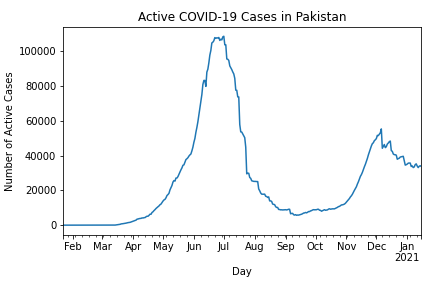 Active COVID-19 Cases in Pakistan
Number of Active Cases
100000
80000
60000
40000
20000
0
Feb Mar Apr May Jun Jul Aug Sep Oct Nov Dec Jan
2021
Day